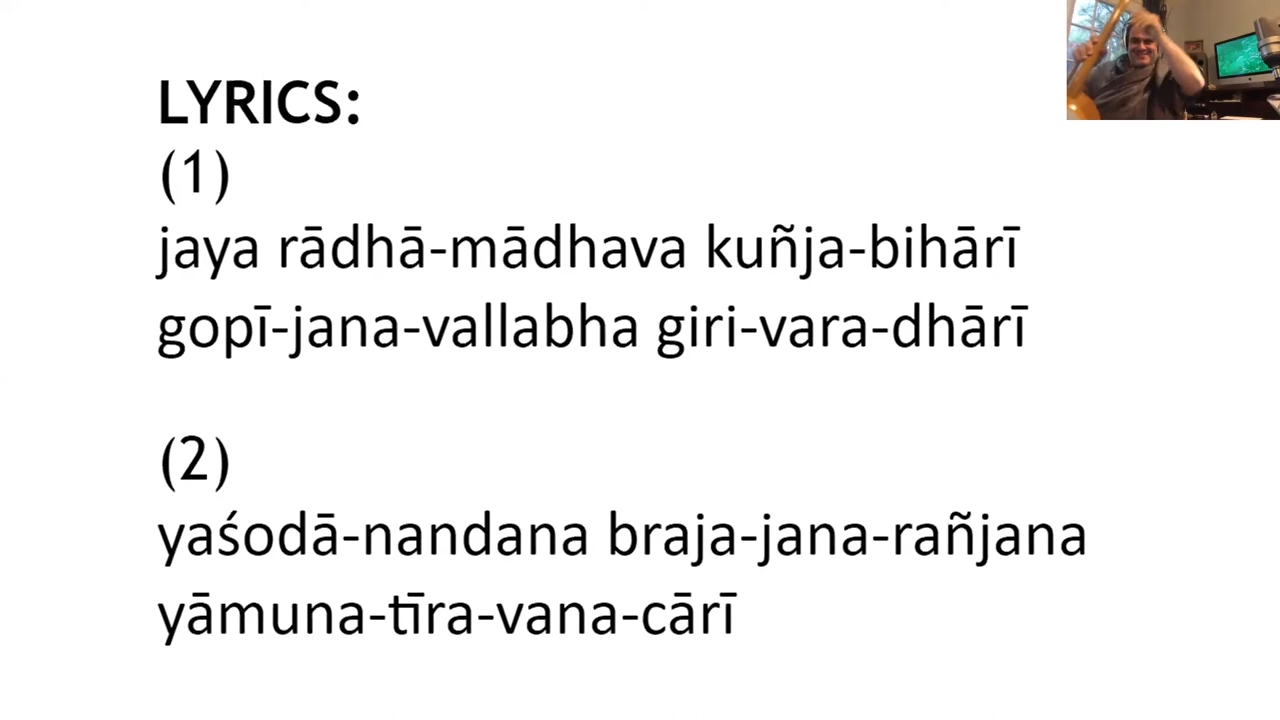 LYRICS:
(1)
jaya rādhā-mādhava kuñja-bihārī
gopī-jana-vallabha giri-vara-dhārī
(2)
yaśodā-nandana braja-jana-rañjana
yāmuna-tīra-vana-cārī